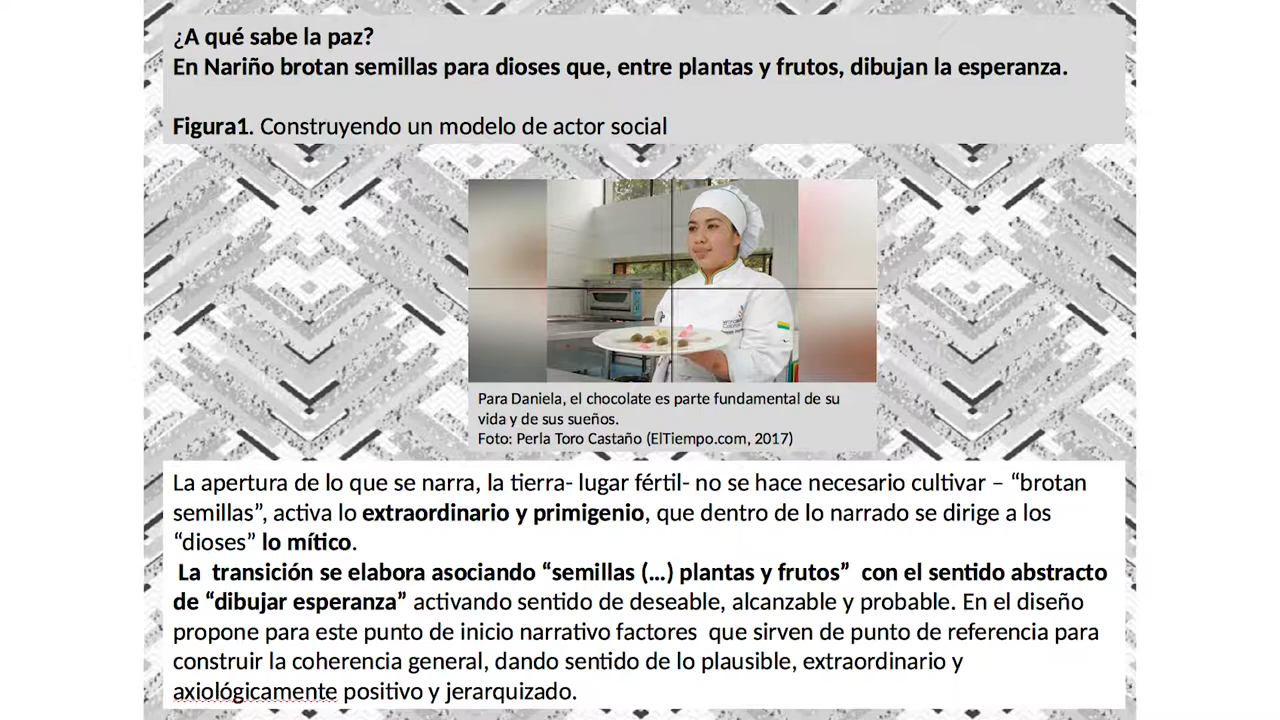 ¿A qué sabe la paz?
En Nariño brotan semillas para dioses que, entre plantas y frutos, dibujan la esperanza.
Figura1. Construyendo un modelo de actor social
Para Daniela, el chocolate es parte fundamental de su
vida y de sus sueños.
Foto: Perla Toro Castaño (ElTiempo.com, 2017)
La apertura de lo que se narra, la tierra- lugar fértil- no se hace necesario cultivar – “brotan
semillas”, activa lo extraordinario y primigenio, que dentro de lo narrado se dirige a los
“dioses” lo mítico.
La transición se elabora asociando “semillas (…) plantas y frutos” con el sentido abstracto
de “dibujar esperanza” activando sentido de deseable, alcanzable y probable. En el diseño
propone para este punto de inicio narrativo factores que sirven de punto de referencia para
construir la coherencia general, dando sentido de lo plausible, extraordinario y
axiológicamente positivo y jerarquizado.